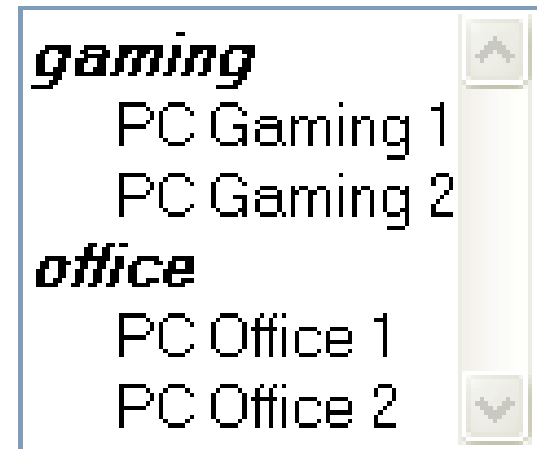 gaming
PC Gaming 1
PC Gaming 2
office
PC Office 1
PC Office 2